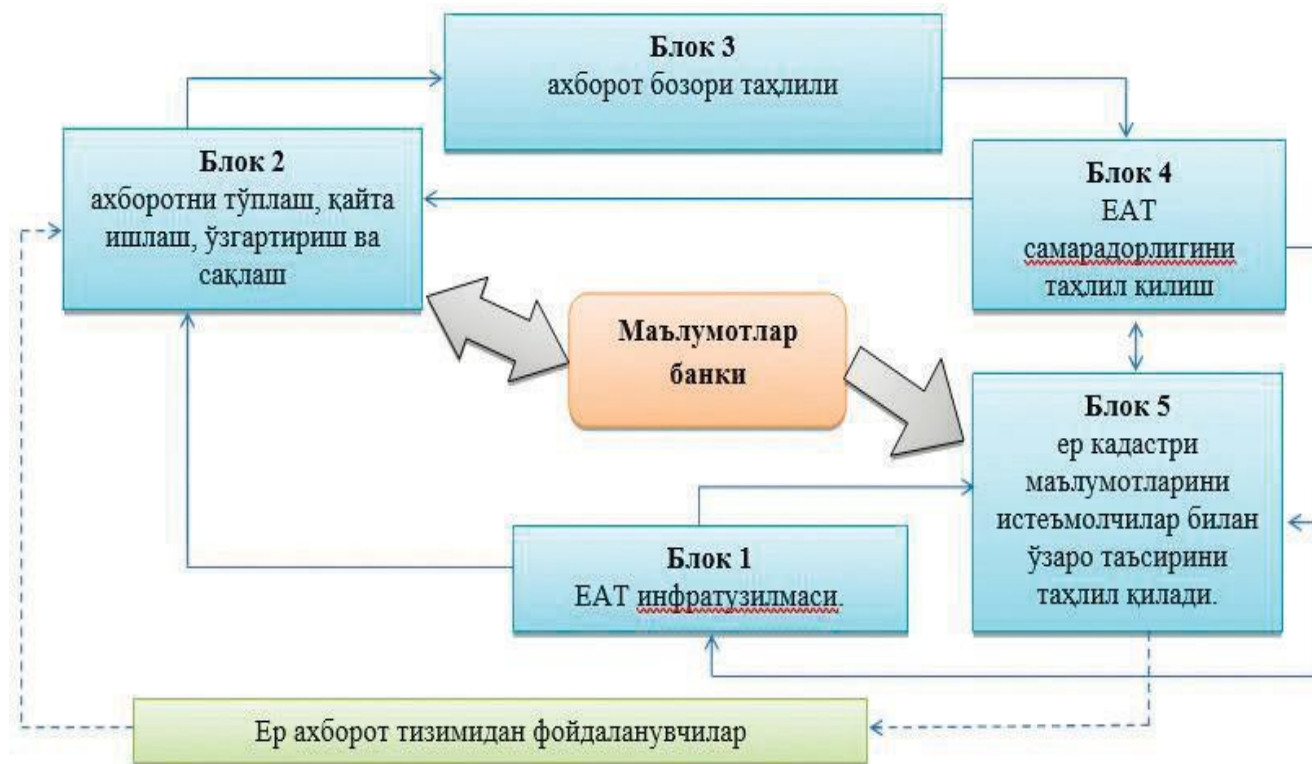 Блок 3
ахборот бозори таҳлили
Блок 2
ахборотни тўплаш, қайта
ишлаш, ўзгартириш ва
сақлаш
Блок 4
ЕАТ
самарадорлигини
таҳлил қилиш
Маълумотлар
банки
Блок 5
ер кадастри
маълумотларини
истеъмолчилар билан
ўзаро таъсирини
таҳлил қилади.
Блок 1
ЕАТ инфратузилмаси.
Ер ахборот тизимидан фойдаланувчилар